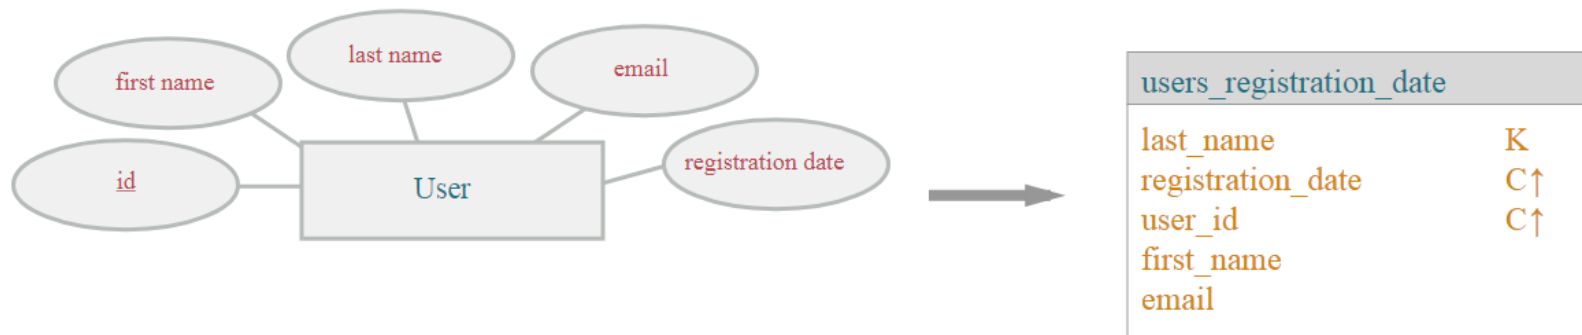 first name
last name
email
id
User
registration date
users_registration_date
last_name K
registration_date C↑
user_id C↑
first_name
email